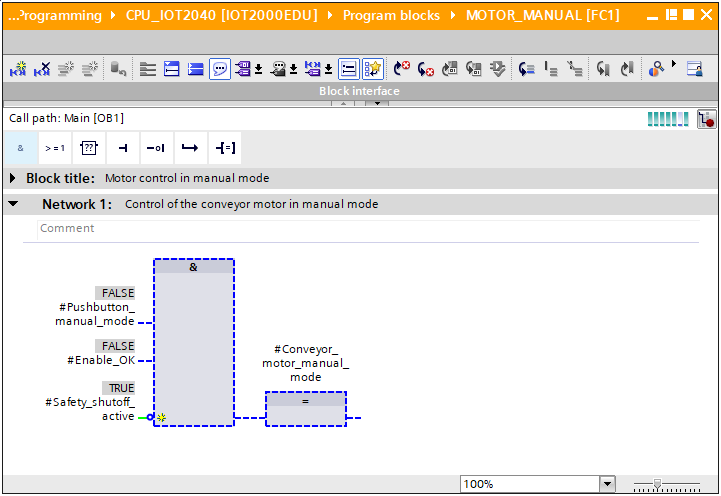 ...Programming ▸ CPU_IOT2040 [IOT2000EDU] ▸ Program blocks ▸ MOTOR_MANUAL [FC1]
Block interface
Call path: Main [OB1]
& >=1 ?? -o| -[=]
Block title: Motor control in manual mode
Network 1: Control of the conveyor motor in manual mode
Comment
&
FALSE
#Pushbutton_
manual_mode
FALSE
#Enable_OK
TRUE
#Safety_shutoff_
active
#Conveyor_
motor_manual_
mode
=
100%